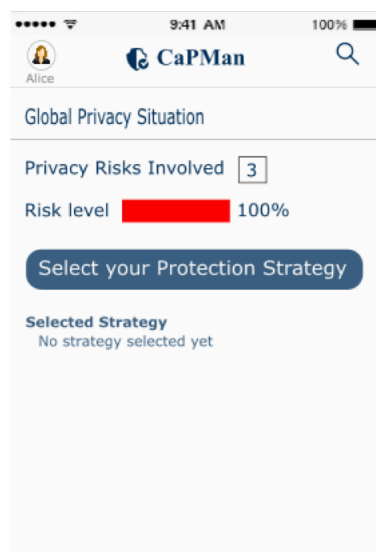 9:41 AM
100%
Alice
CaPMan
Global Privacy Situation
Privacy Risks Involved 3
Risk level 100%
Select your Protection Strategy
Selected Strategy
No strategy selected yet